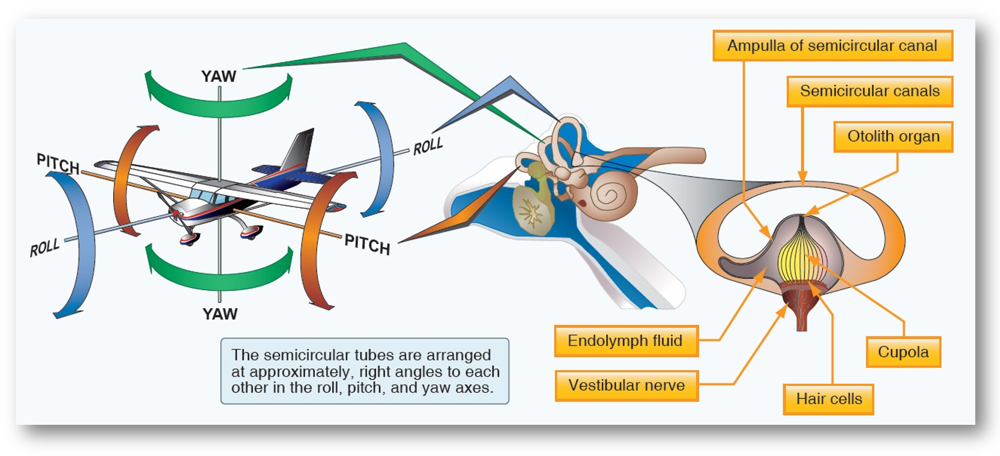 YAW
ROLL
PITCH
ROLL
PITCH
YAW
The semicircular tubes are arranged
at approximately, right angles to each
other in the roll, pitch, and yaw axes.
Ampulla of semicircular canal
Semicircular canals
Otolith organ
Endolymph fluid
Cupola
Vestibular nerve
Hair cells